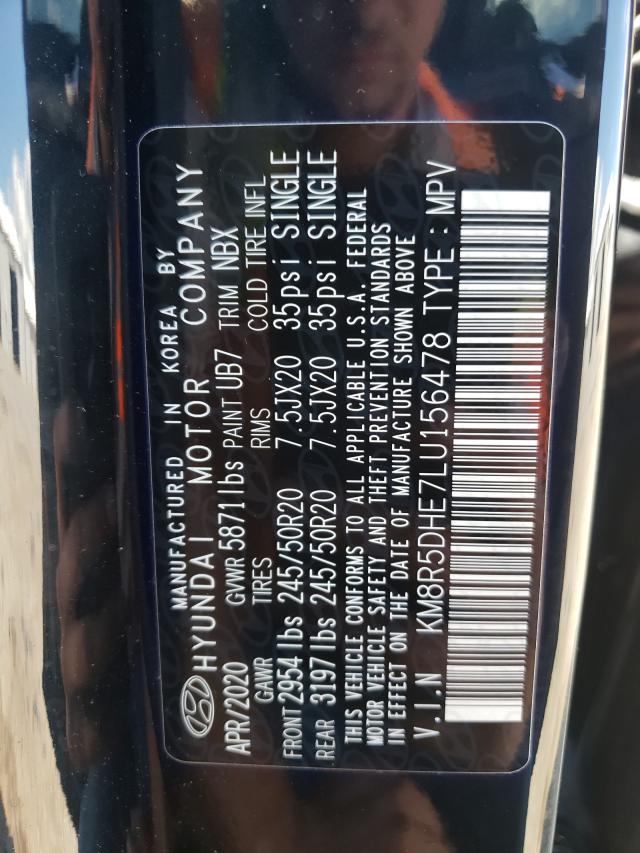 MANUFACTURED IN KOREA BY
HYUNDAI MOTOR COMPANY
APR/2020 GVWR 5871lbs PAINT UB7 TRIM NBX
GAWR TIRES RIMS COLD TIRE INFL
FRONT 2954lbs 245/50R20 7.5JX20 35psi SINGLE
REAR 3197lbs 245/50R20 7.5JX20 35psi SINGLE
THIS VEHICLE CONFORMS TO ALL APPLICABLE U.S.A. FEDERAL
MOTOR VEHICLE SAFETY AND THEFT PREVENTION STANDARDS
IN EFFECT ON THE DATE OF MANUFACTURE SHOWN ABOVE
V.I.N KM8R5DHE7LU156478 TYPE : MPV